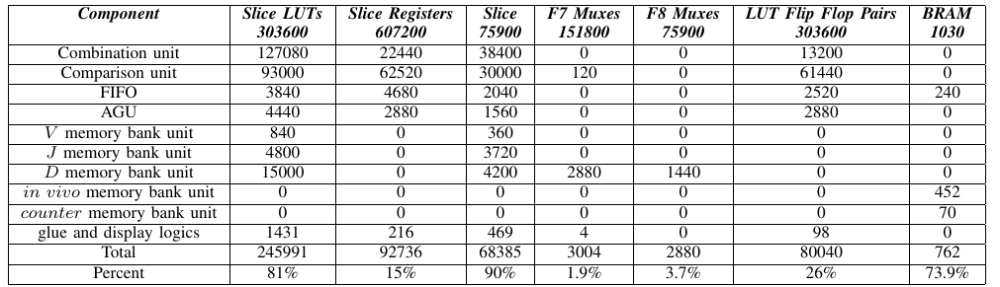 Component Slice LUTs Slice Registers Slice F7 Muxes F8 Muxes LUT Flip Flop Pairs BRAM
303600 607200 75900 151800 75900 303600 1030
Combination unit 127080 22440 38400 0 0 13200 0
Comparison unit 93000 62520 30000 120 0 61440 0
FIFO 3840 4680 2040 0 0 2520 240
AGU 4440 2880 1560 0 0 2880 0
V memory bank unit 840 0 360 0 0 0 0
J memory bank unit 4800 0 3720 0 0 0 0
D memory bank unit 15000 0 4200 2880 1440 0 0
in vivo memory bank unit 0 0 0 0 0 0 452
counter memory bank unit 0 0 0 0 0 0 70
glue and display logics 1431 216 469 4 0 98 0
Total 245991 92736 68385 3004 2880 80040 762
Percent 81% 15% 90% 1.9% 3.7% 26% 73.9%